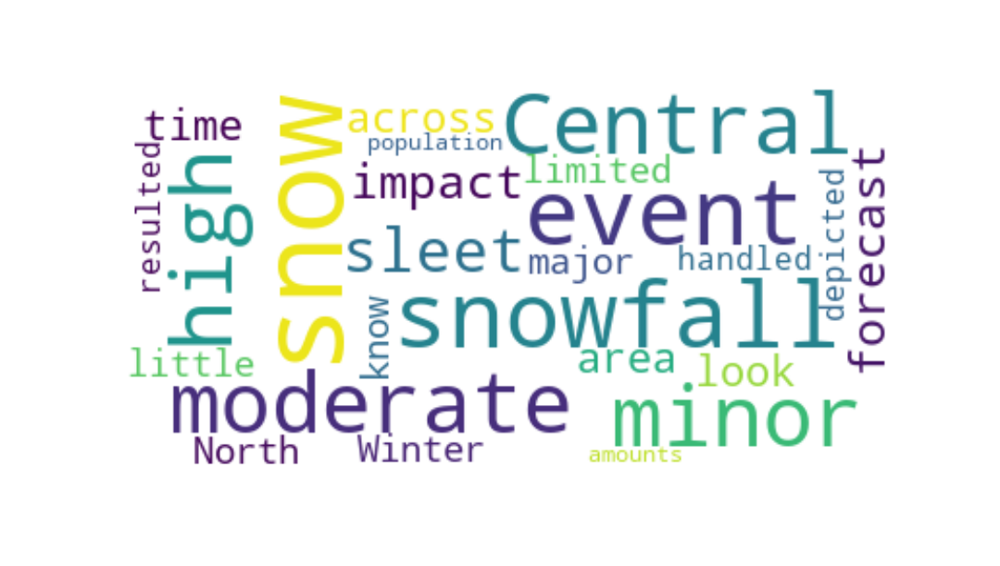 time
resulted
high
snow
across
population
Central
impact
limited
event
sleet
major
handled
depicted
forecast
know
snowfall
little
area
look
moderate
minor
North
Winter
amounts